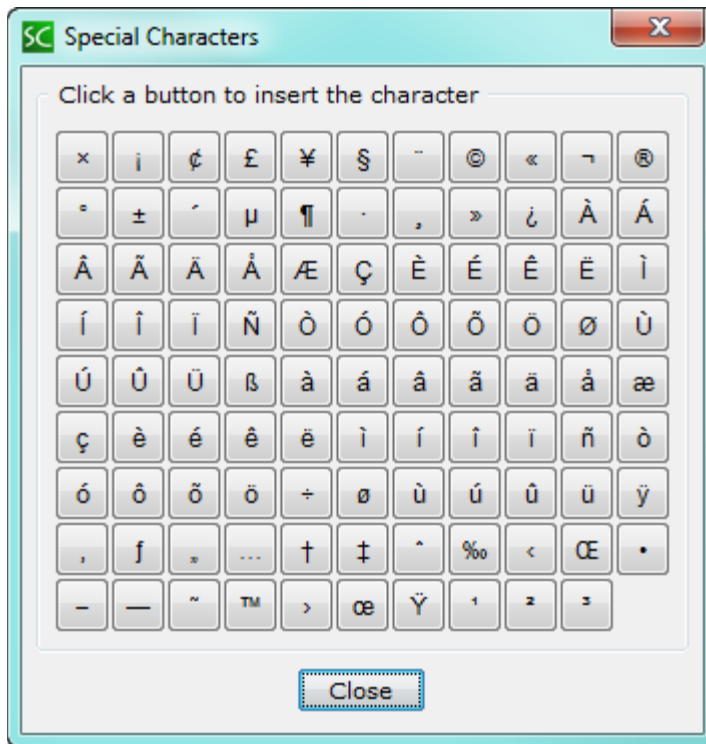 SC Special Characters
Click a button to insert the character
× ¡ ¢ £ ¥ § ¨ © « ¬ ®
° ± ´ µ ¶ · ¸ » ¿ À Á
Â Ã Ä Å Æ Ç È É Ê Ë Ì
Í Î Ï Ñ Ò Ó Ô Õ Ö Ø Ù
Ú Û Ü ß à á â ã ä å æ
ç è é ê ë ì í î ï ñ ò
ó ô õ ö ÷ ø ù ú û ü ÿ
‚ ƒ „ … † ‡ ˆ ‰ ‹ Œ •
– — ˜ ™ › œ Ÿ ¹ ² ³
Close